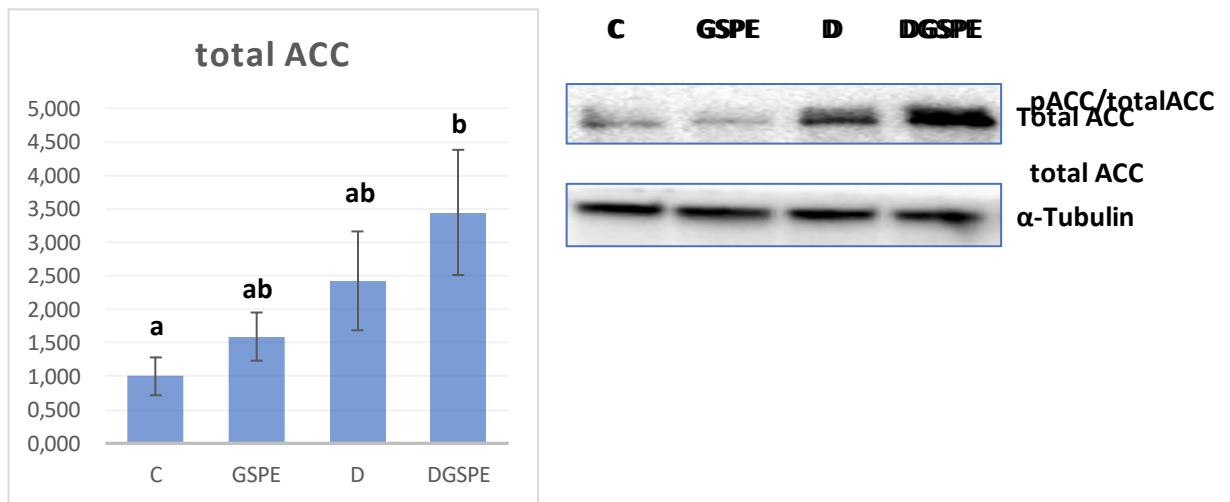 total ACC
5,000
4,500
4,000
3,500
3,000
2,500
2,000
1,500
1,000
0,500
0,000
a
ab
ab
b
C GSPE D DGSPE
C GSPE D DGSPE
pACC/totalACC
Total ACC
total ACC
α-Tubulin